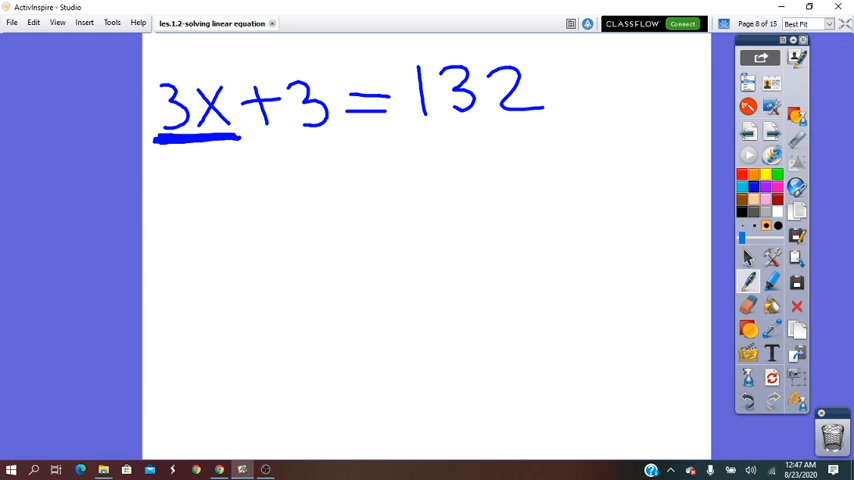 ActivInspire - Studio
File Edit View Insert Tools Help
les.1.2-solving linear equation
CLASSFLOW Connect
Page 8 of 15
Best Fit
3x+3=132
T
12:47 AM
8/23/2020